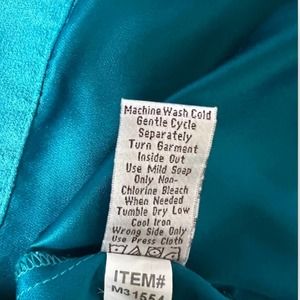 Machine Wash Cold
Gentle Cycle
Separately
Turn Garment
Inside Out
Use Mild Soap
Only Non-
Chlorine Bleach
When Needed
Tumble Dry Low
Cool Iron
Wrong Side Only
Use Press Cloth
ITEM#
M31554